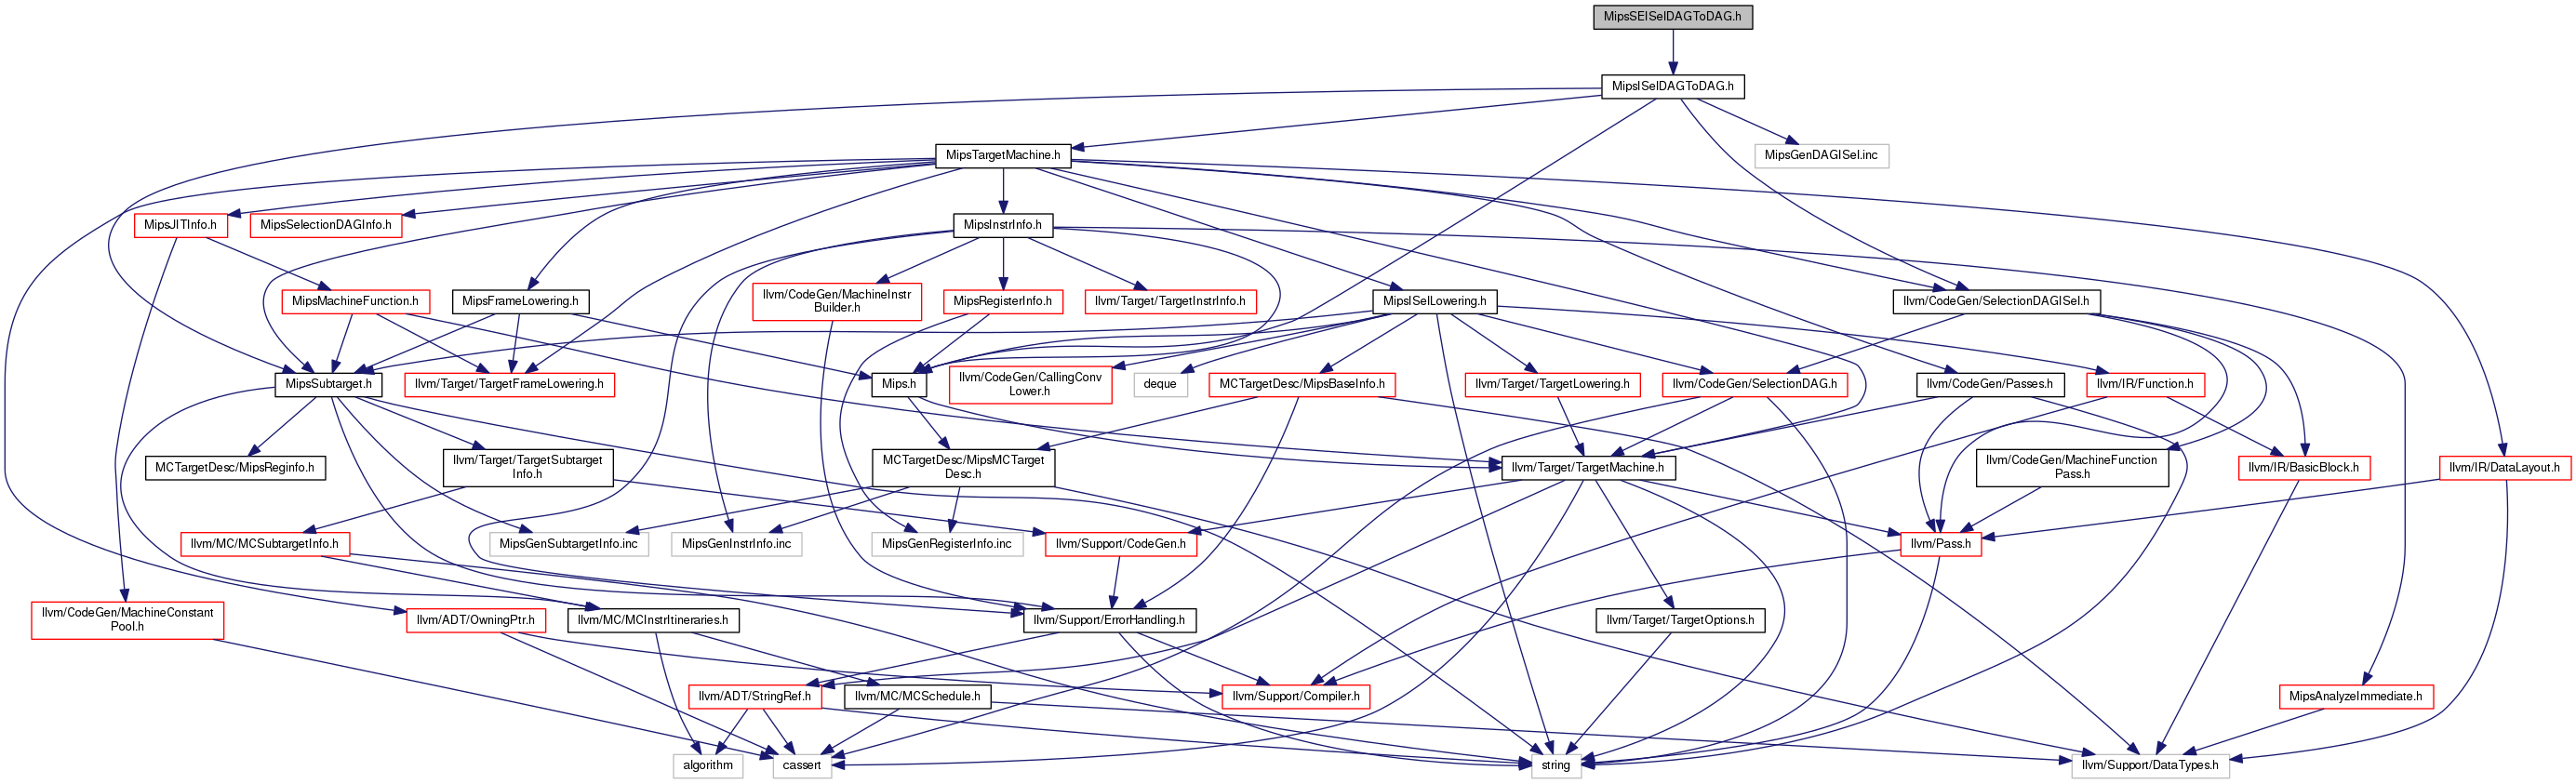 MipsSEISelDAGToDAG.h
MipsISelDAGToDAG.h
MipsTargetMachine.h
MipsGenDAGISel.inc
MipsJITInfo.h
MipsSelectionDAGInfo.h
MipsInstrInfo.h
MipsMachineFunction.h
MipsFrameLowering.h
llvm/CodeGen/MachineInstr
Builder.h
MipsRegisterInfo.h
llvm/Target/TargetInstrInfo.h
MipsISelLowering.h
llvm/CodeGen/SelectionDAGISel.h
MipsSubtarget.h
llvm/Target/TargetFrameLowering.h
Mips.h
llvm/CodeGen/CallingConv
Lower.h
deque
MCTargetDesc/MipsBaseInfo.h
llvm/Target/TargetLowering.h
llvm/CodeGen/SelectionDAG.h
llvm/CodeGen/Passes.h
llvm/IR/Function.h
MCTargetDesc/MipsReginfo.h
llvm/Target/TargetSubtarget
Info.h
MCTargetDesc/MipsMCTarget
Desc.h
llvm/Target/TargetMachine.h
llvm/CodeGen/MachineFunction
Pass.h
llvm/IR/BasicBlock.h
llvm/IR/DataLayout.h
llvm/MC/MCSubtargetInfo.h
MipsGenSubtargetInfo.inc
MipsGenInstrInfo.inc
MipsGenRegisterInfo.inc
llvm/Support/CodeGen.h
llvm/Pass.h
llvm/CodeGen/MachineConstant
Pool.h
llvm/ADT/OwningPtr.h
llvm/MC/MCInstrItineraries.h
llvm/Support/ErrorHandling.h
llvm/Target/TargetOptions.h
llvm/ADT/StringRef.h
llvm/MC/MCSchedule.h
llvm/Support/Compiler.h
MipsAnalyzeImmediate.h
algorithm
cassert
string
llvm/Support/DataTypes.h